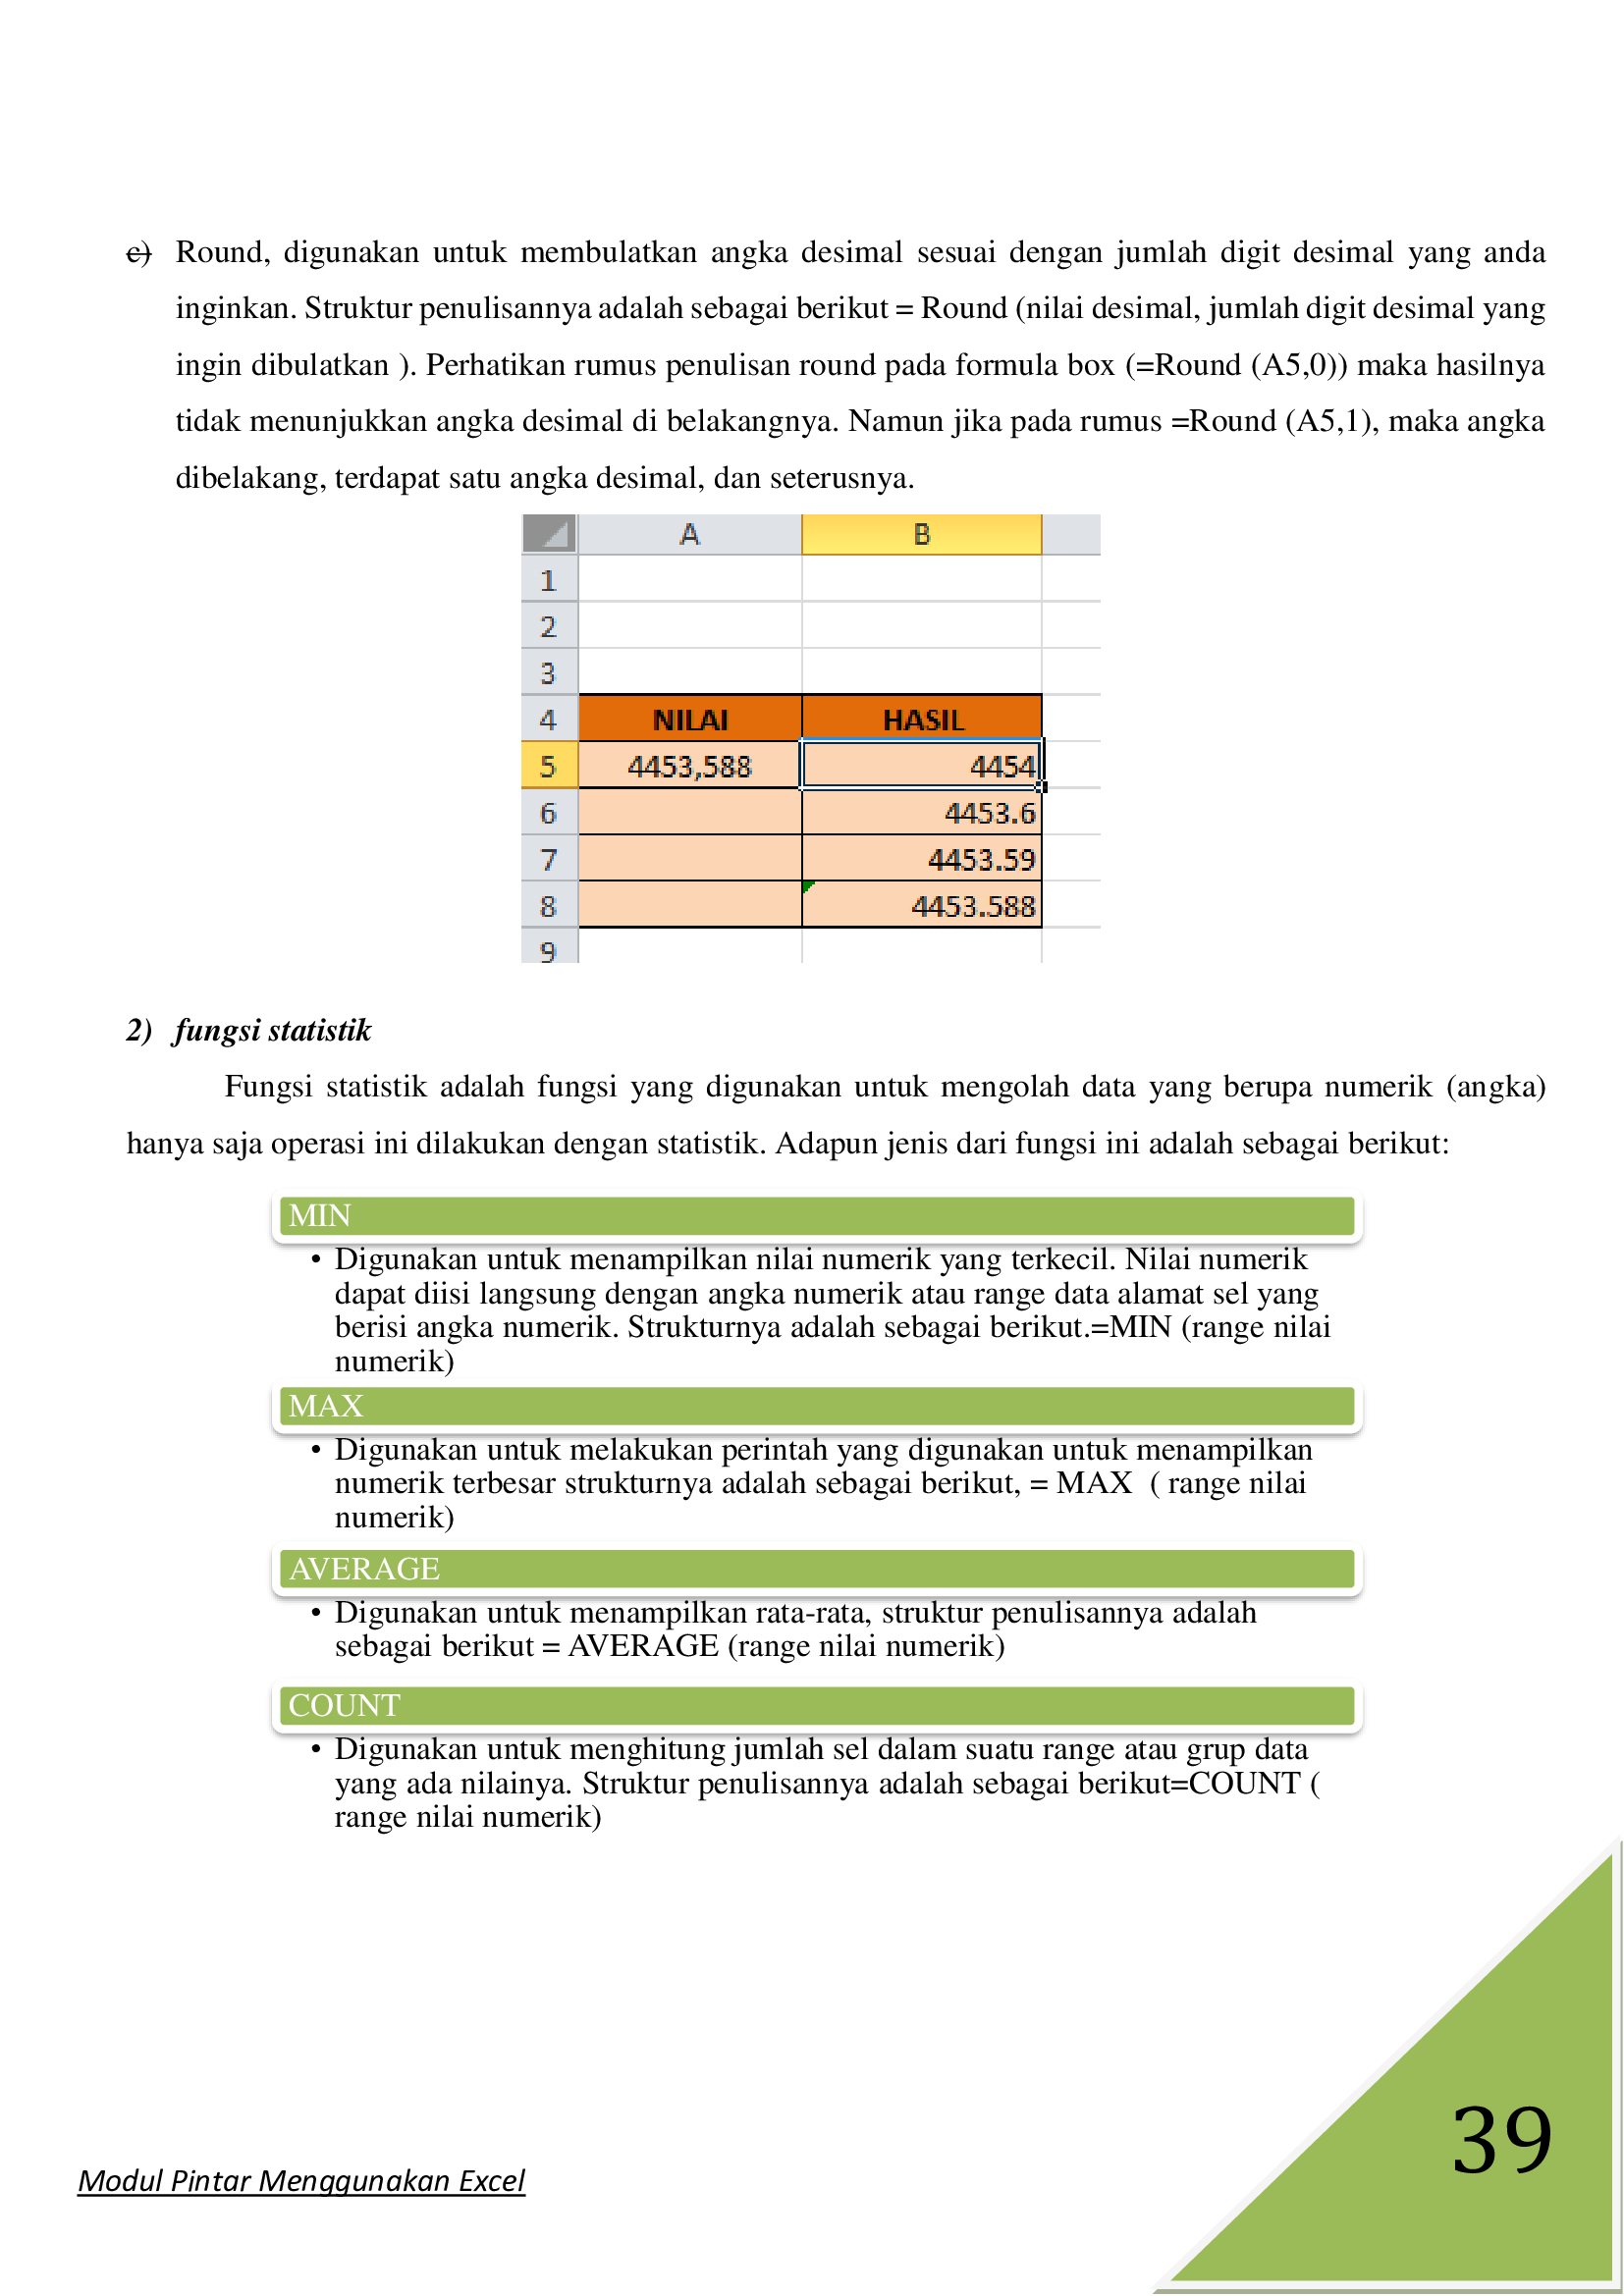 c) Round, digunakan untuk membulatkan angka desimal sesuai dengan jumlah digit desimal yang anda
inginkan. Struktur penulisannya adalah sebagai berikut = Round (nilai desimal, jumlah digit desimal yang
ingin dibulatkan ). Perhatikan rumus penulisan round pada formula box (=Round (A5,0)) maka hasilnya
tidak menunjukkan angka desimal di belakangnya. Namun jika pada rumus =Round (A5,1), maka angka
dibelakang, terdapat satu angka desimal, dan seterusnya.
A B
1
2
3
4 NILAI HASIL
5 4453,588 4454
6 4453.6
7 4453.59
8 4453.588
9
2) fungsi statistik
Fungsi statistik adalah fungsi yang digunakan untuk mengolah data yang berupa numerik (angka)
hanya saja operasi ini dilakukan dengan statistik. Adapun jenis dari fungsi ini adalah sebagai berikut:
MIN
• Digunakan untuk menampilkan nilai numerik yang terkecil. Nilai numerik
dapat diisi langsung dengan angka numerik atau range data alamat sel yang
berisi angka numerik. Strukturnya adalah sebagai berikut.=MIN (range nilai
numerik)
MAX
• Digunakan untuk melakukan perintah yang digunakan untuk menampilkan
numerik terbesar strukturnya adalah sebagai berikut, = MAX ( range nilai
numerik)
AVERAGE
• Digunakan untuk menampilkan rata-rata, struktur penulisannya adalah
sebagai berikut = AVERAGE (range nilai numerik)
COUNT
• Digunakan untuk menghitung jumlah sel dalam suatu range atau grup data
yang ada nilainya. Struktur penulisannya adalah sebagai berikut=COUNT (
range nilai numerik)
39
Modul Pintar Menggunakan Excel